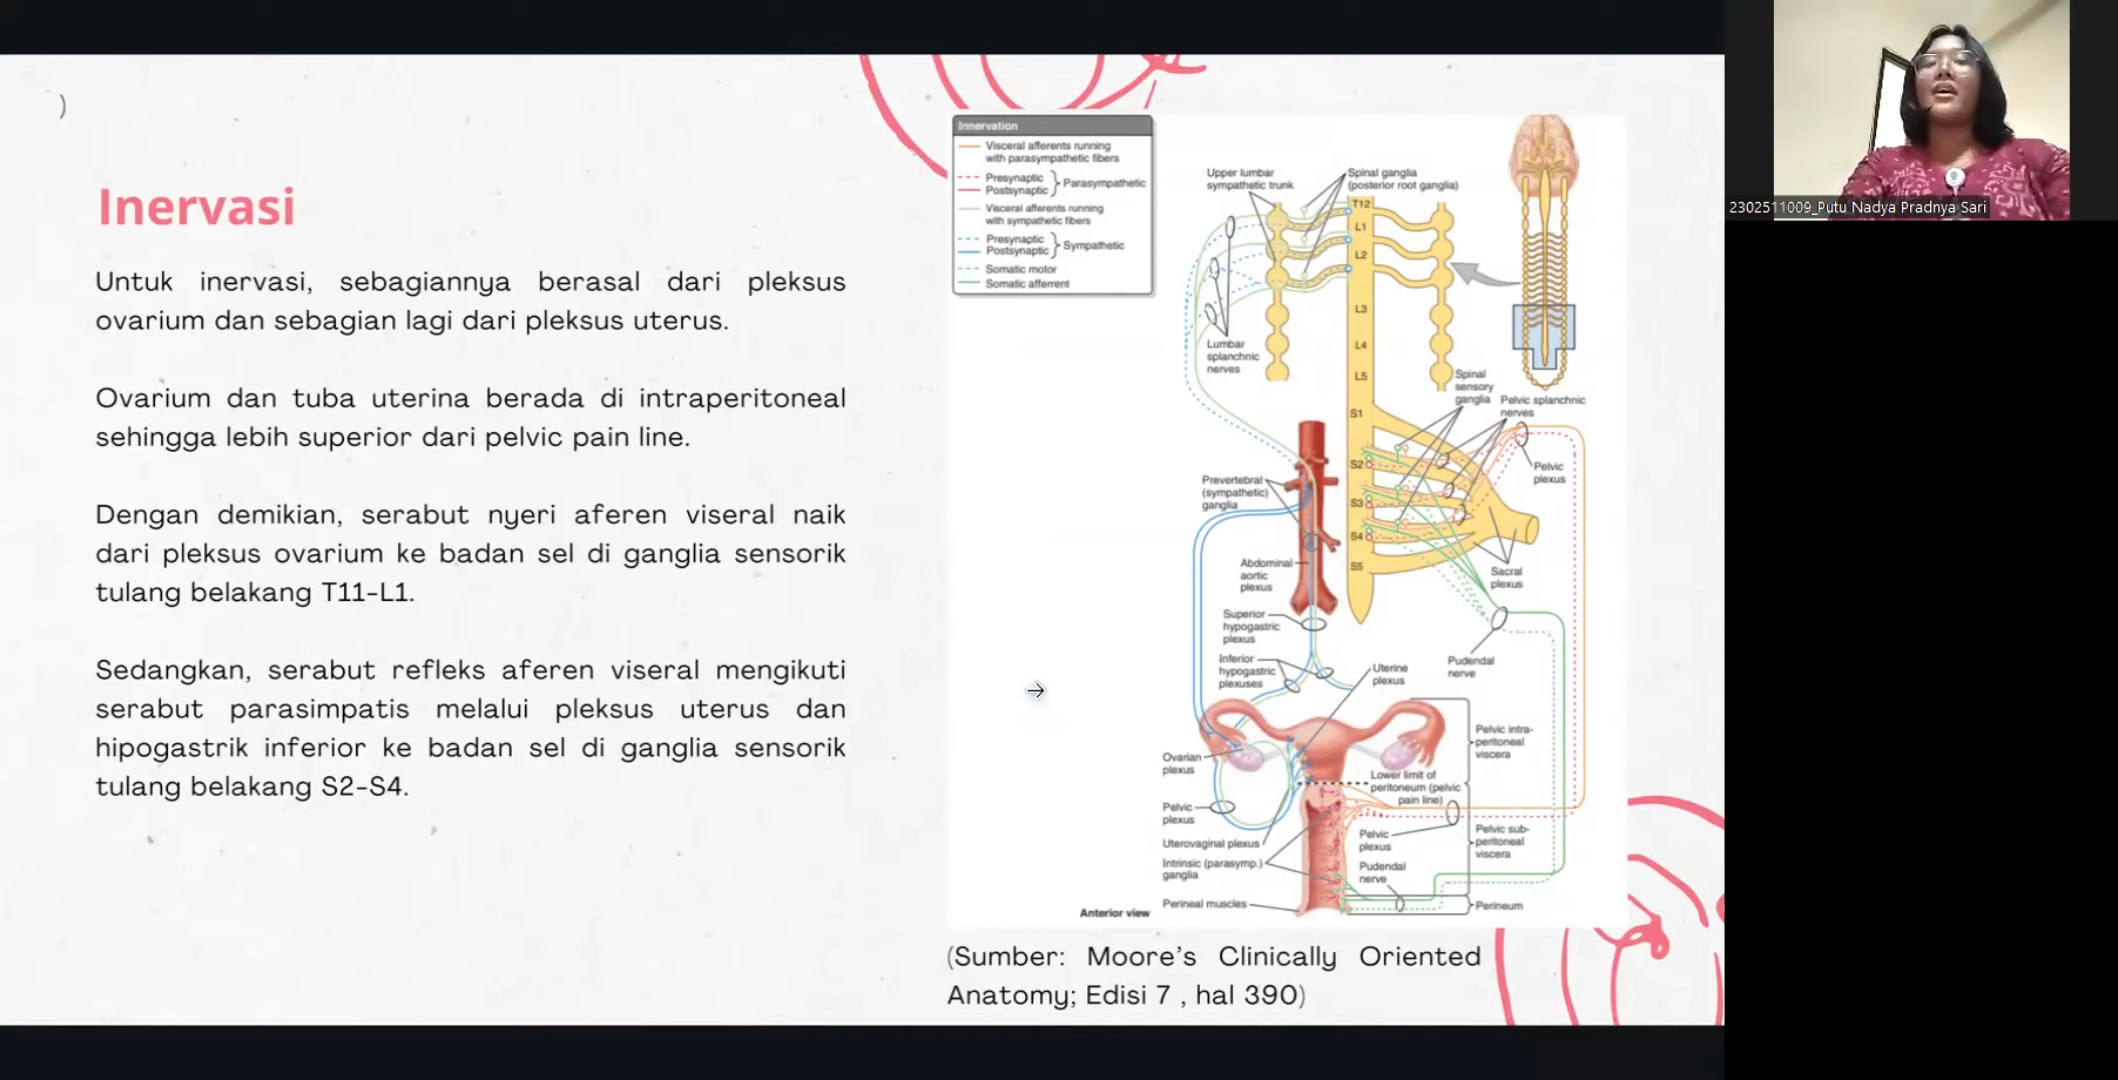 )
Inervasi
Untuk inervasi, sebagiannya berasal dari pleksus
ovarium dan sebagian lagi dari pleksus uterus.
Ovarium dan tuba uterina berada di intraperitoneal
sehingga lebih superior dari pelvic pain line.
Dengan demikian, serabut nyeri aferen viseral naik
dari pleksus ovarium ke badan sel di ganglia sensorik
tulang belakang T11-L1.
Sedangkan, serabut refleks aferen viseral mengikuti
serabut parasimpatis melalui pleksus uterus dan
hipogastrik inferior ke badan sel di ganglia sensorik
tulang belakang S2-S4.
Innervation
Visceral afferents running
with parasympathetic fibers
Presynaptic
Postsynaptic
Parasympathetic
Visceral afferents running
with sympathetic fibers
Presynaptic
Postsynaptic
Sympathetic
Somatic motor
Somatic afferrent
Upper lumbar
sympathetic trunk
Spinal ganglia
(posterior root ganglia)
T12
L1
L2
L3
L4
L5
S1
S2
S3
S4
S5
Lumbar
splanchnic
nerves
Spinal
sensory
ganglia
Pelvic splanchnic
nerves
Pelvic
plexus
Prevertebral
(sympathetic)
ganglia
Abdominal
aortic
plexus
Sacral
plexus
Superior
hypogastric
plexus
Inferior
hypogastric
plexuses
Uterine
plexus
Pudendal
nerve
Ovarian
plexus
Pelvic intra-
peritoneal
viscera
Lower limit of
peritoneum (pelvic
pain line)
Pelvic
plexus
Uterovaginal plexus
Intrinsic (parasymp.)
ganglia
Pelvic
plexus
Pelvic sub-
peritoneal
viscera
Pudendal
nerve
Perineal muscles
Perineum
Anterior view
(Sumber: Moore's Clinically Oriented
Anatomy; Edisi 7 , hal 390)
2302511009_Putu Nadya Pradnya Sari